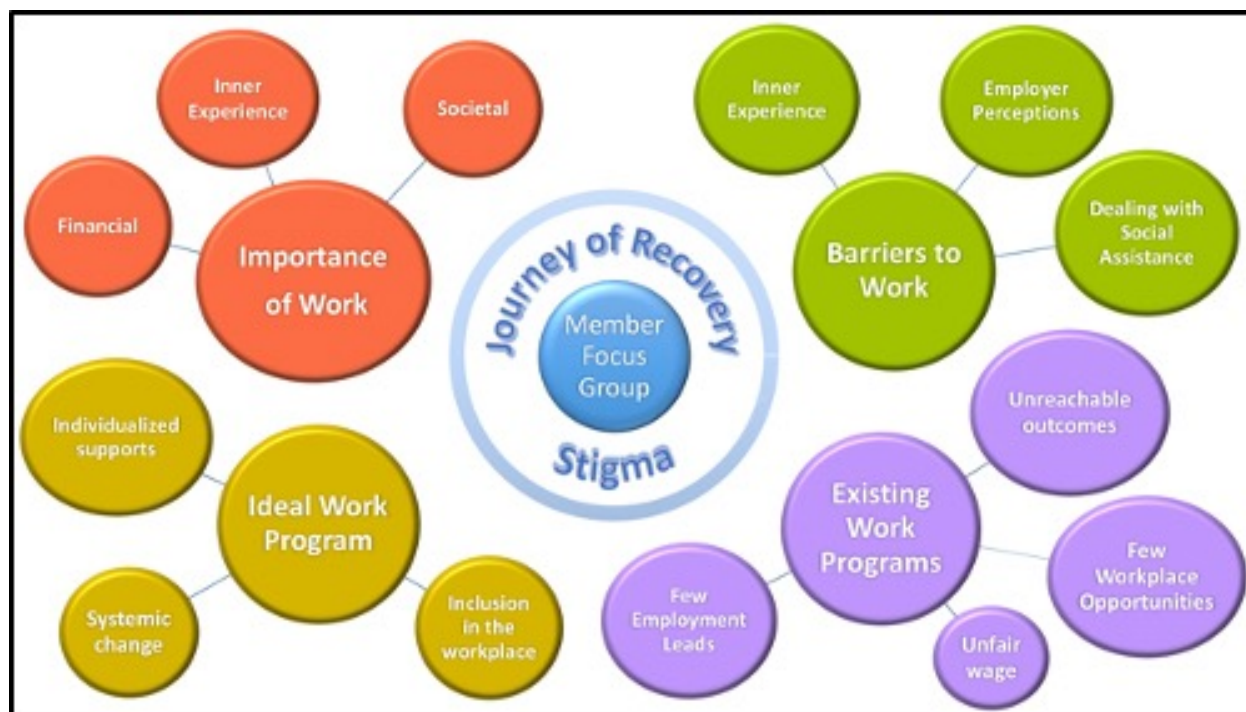 Inner
Experience
Societal
Financial
Importance
of Work
Inner
Experience
Employer
Perceptions
Dealing with
Social
Assistance
Barriers to
Work
Journey of Recovery
Member
Focus
Group
Stigma
Individualized
supports
Ideal Work
Program
Systemic
change
Inclusion
in the
workplace
Unreachable
outcomes
Existing
Work
Programs
Few
Workplace
Opportunities
Few
Employment
Leads
Unfair
wage